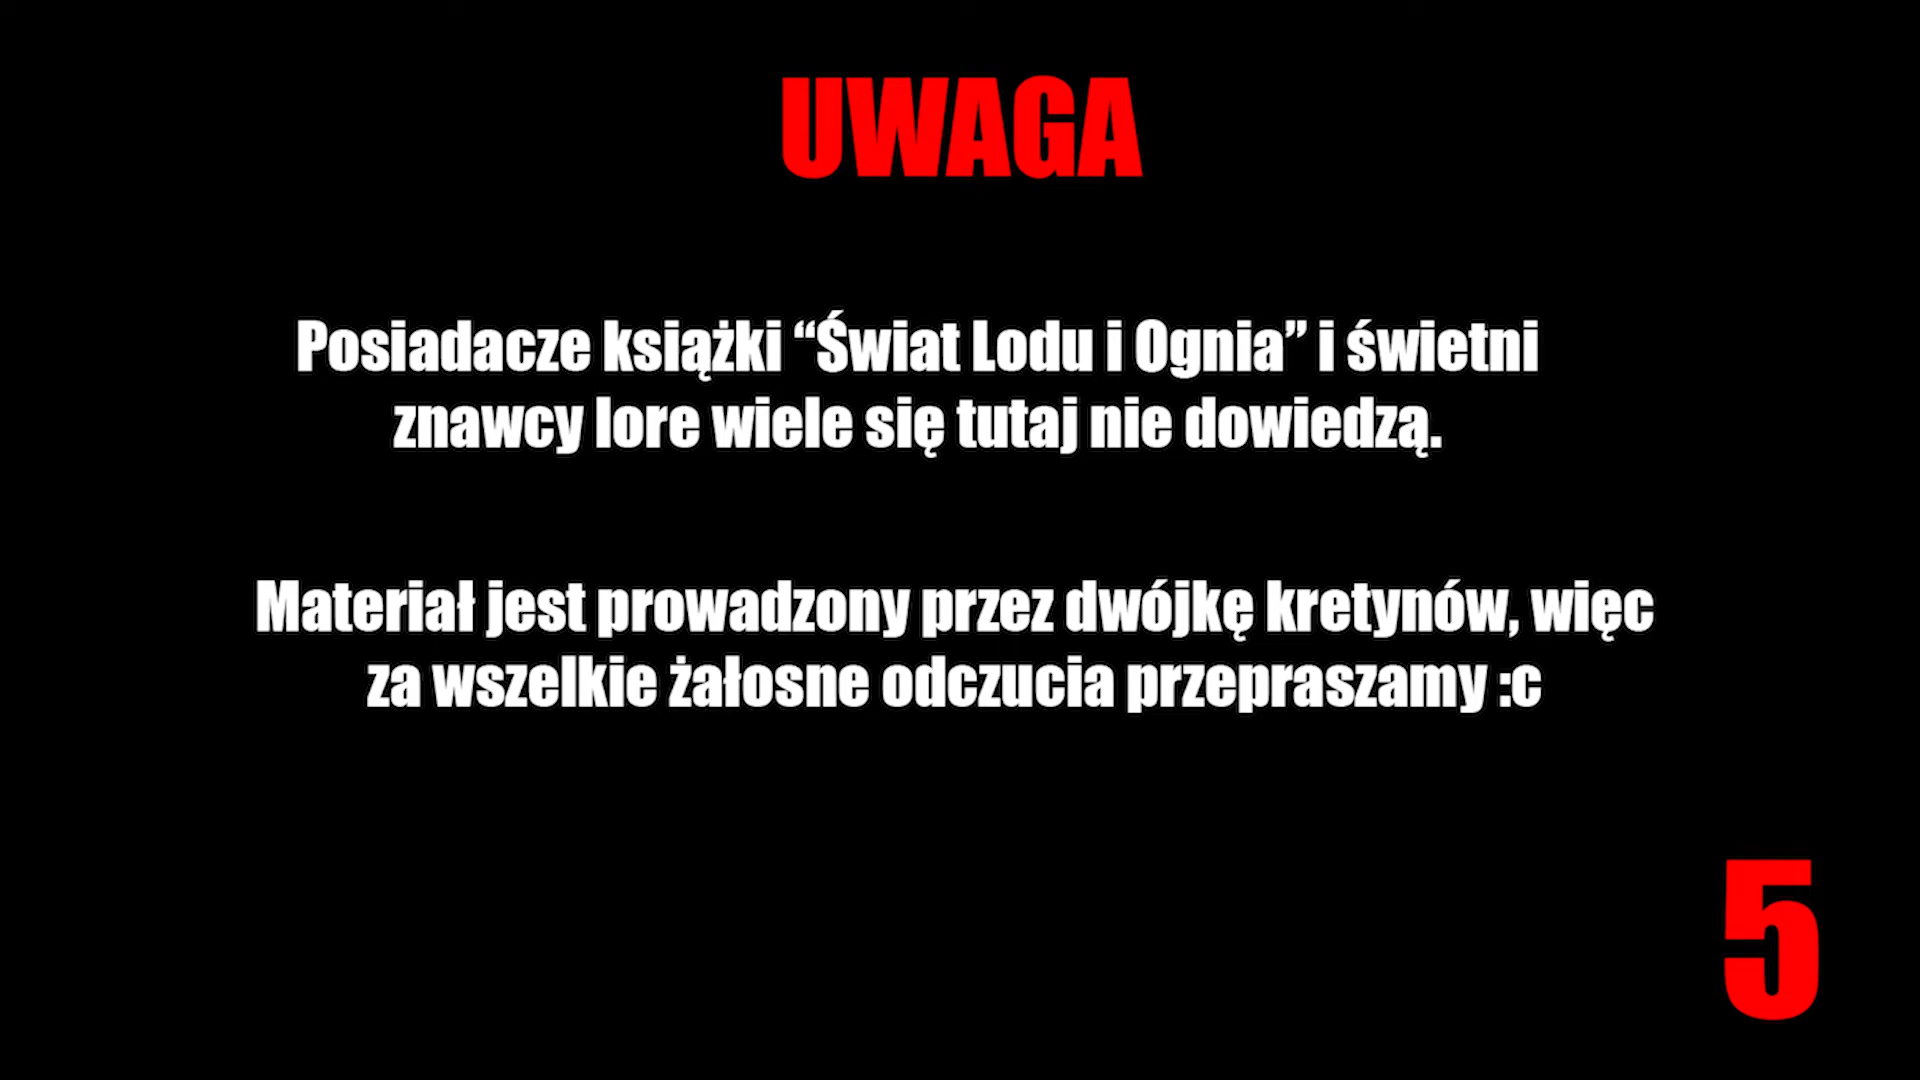 UWAGA
Posiadacze książki “Świat Lodu i Ognia” i świetni
znawcy lore wiele się tutaj nie dowiedzą.
Materiał jest prowadzony przez dwójkę kretynów, więc
za wszelkie żałosne odczucia przepraszamy :c
5